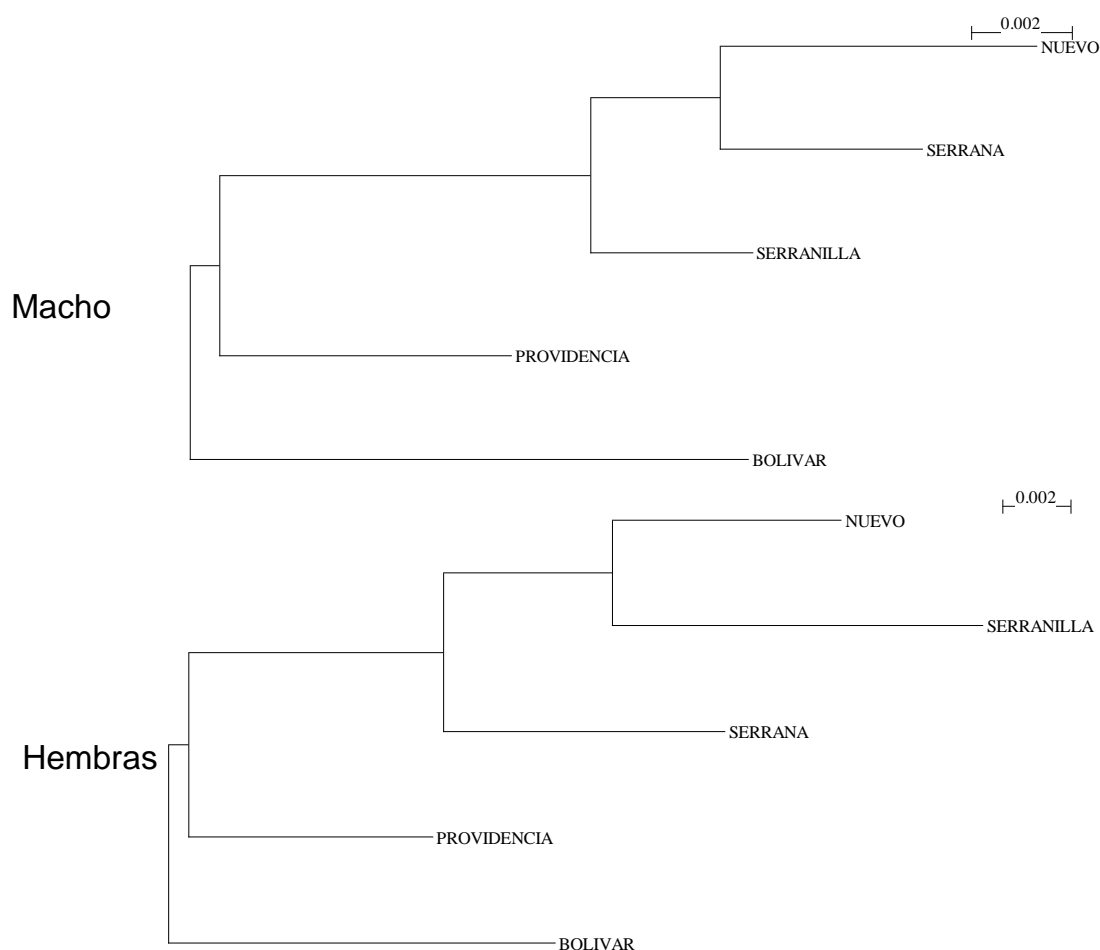 0.002
NUEVO
SERRANA
SERRANILLA
Macho
PROVIDENCIA
BOLIVAR
0.002
NUEVO
SERRANILLA
SERRANA
Hembras
PROVIDENCIA
BOLIVAR